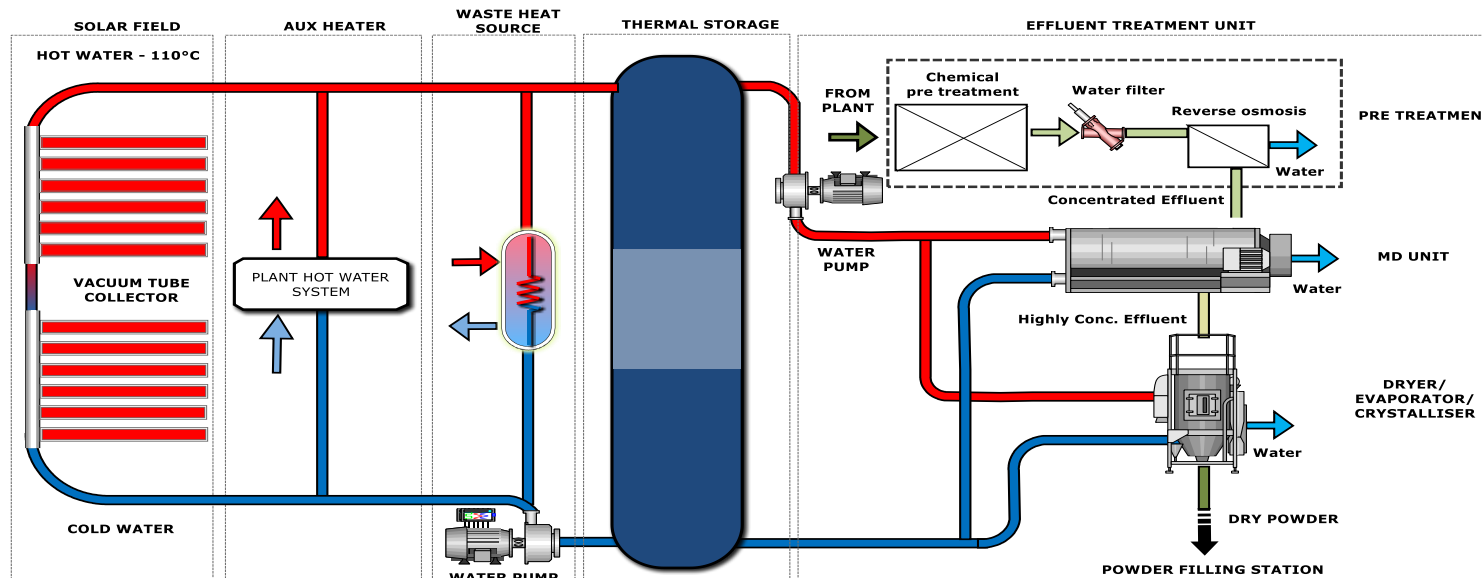 SOLAR FIELD
AUX HEATER
WASTE HEAT
SOURCE
THERMAL STORAGE
EFFLUENT TREATMENT UNIT
HOT WATER - 110°C
FROM
PLANT
Chemical
pre treatment
Water filter
Reverse osmosis
PRE TREATMEN
Water
Concentrated Effluent
WATER
PUMP
MD UNIT
Water
PLANT HOT WATER
SYSTEM
VACUUM TUBE
COLLECTOR
Highly Conc. Effluent
DRYER/
EVAPORATOR/
CRYSTALLISER
Water
COLD WATER
DRY POWDER
WATER PUMP
POWDER FILLING STATION